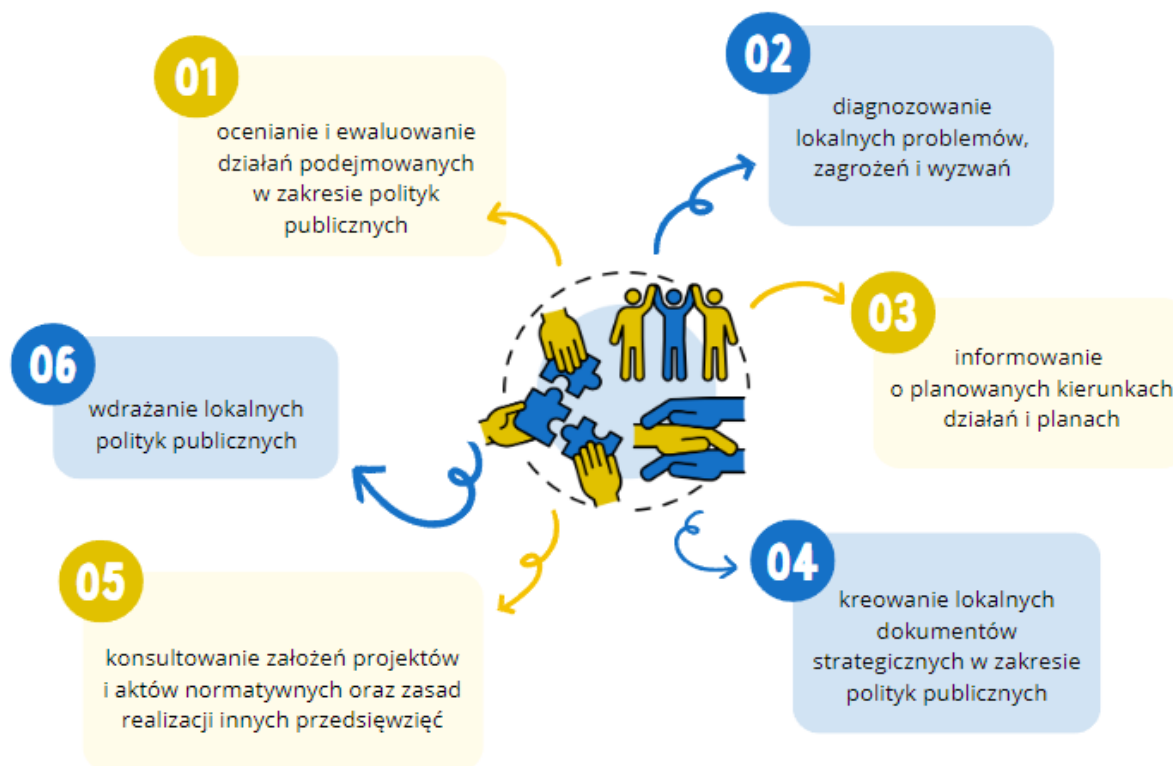 01
ocenianie i ewaluowanie
działań podejmowanych
w zakresie polityk
publicznych
02
diagnozowanie
lokalnych problemów,
zagrożeń i wyzwań
03
informowanie
o planowanych kierunkach
działań i planach
04
kreowanie lokalnych
dokumentów
strategicznych w zakresie
polityk publicznych
05
konsultowanie założeń projektów
i aktów normatywnych oraz zasad
realizacji innych przedsięwzięć
06
wdrażanie lokalnych
polityk publicznych